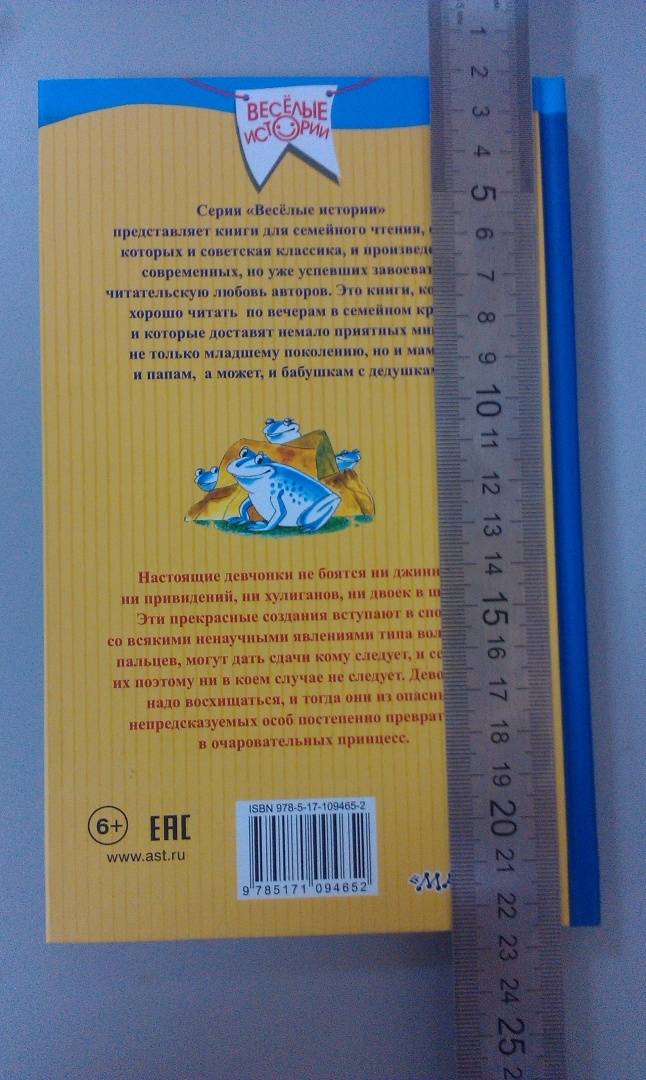 ВЕСЁЛЫЕ
ИСТОРИИ
Серия «Весёлые истории»
представляет книги для семейного чтения,
которых и советская классика, и произведе
современных, но уже успевших завоеват
читательскую любовь авторов. Это книги, ко
хорошо читать по вечерам в семейном кр
и которые доставят немало приятных мин
не только младшему поколению, но и мам
и папам, а может, и бабушкам с дедушкам
Настоящие девчонки не боятся ни джинн
ни привидений, ни хулиганов, ни двоек в ш
Эти прекрасные создания вступают в спо
со всякими ненаучными явлениями типа вол
пальцев, могут дать сдачи кому следует, и се
их поэтому ни в коем случае не следует. Дево
надо восхищаться, и тогда они из опасн
непредсказуемых особ постепенно преврат
в очаровательных принцесс.
6+
ЕАС
www.ast.ru
ISBN 978-5-17-109465-2
9 785171 094652
«МА
1
2
3
4
5
6
7
8
9
10
11
12
13
14
15
16
17
18
19
20
21
22
23
24
25